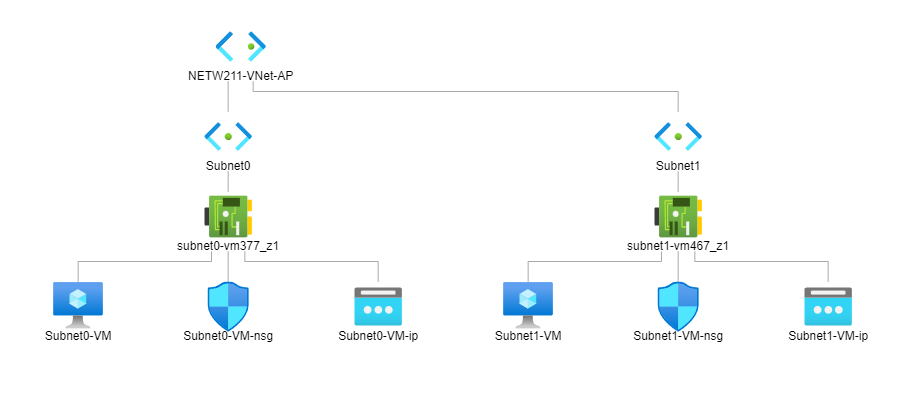 NETW211-VNet-AP
Subnet0
Subnet1
subnet0-vm377_z1
subnet1-vm467_z1
Subnet0-VM
Subnet0-VM-nsg
Subnet0-VM-ip
Subnet1-VM
Subnet1-VM-nsg
Subnet1-VM-ip